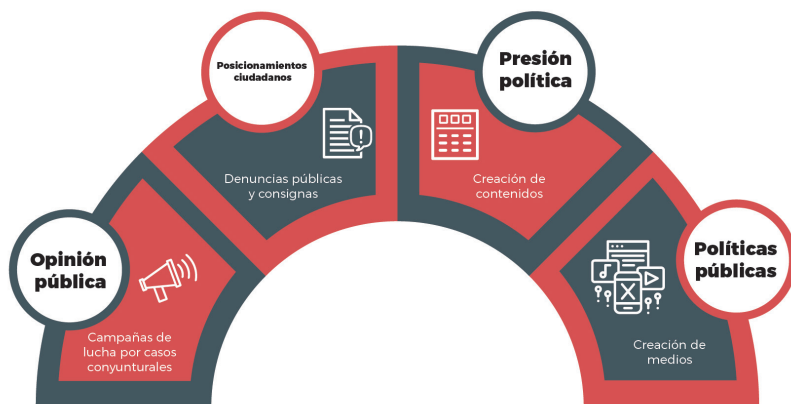 Opinión
pública
Campañas de
lucha por casos
conyunturales
Posicionamientos
ciudadanos
Denuncias públicas
y consignas
Presión
política
Creación de
contenidos
Políticas
públicas
Creación de
medios